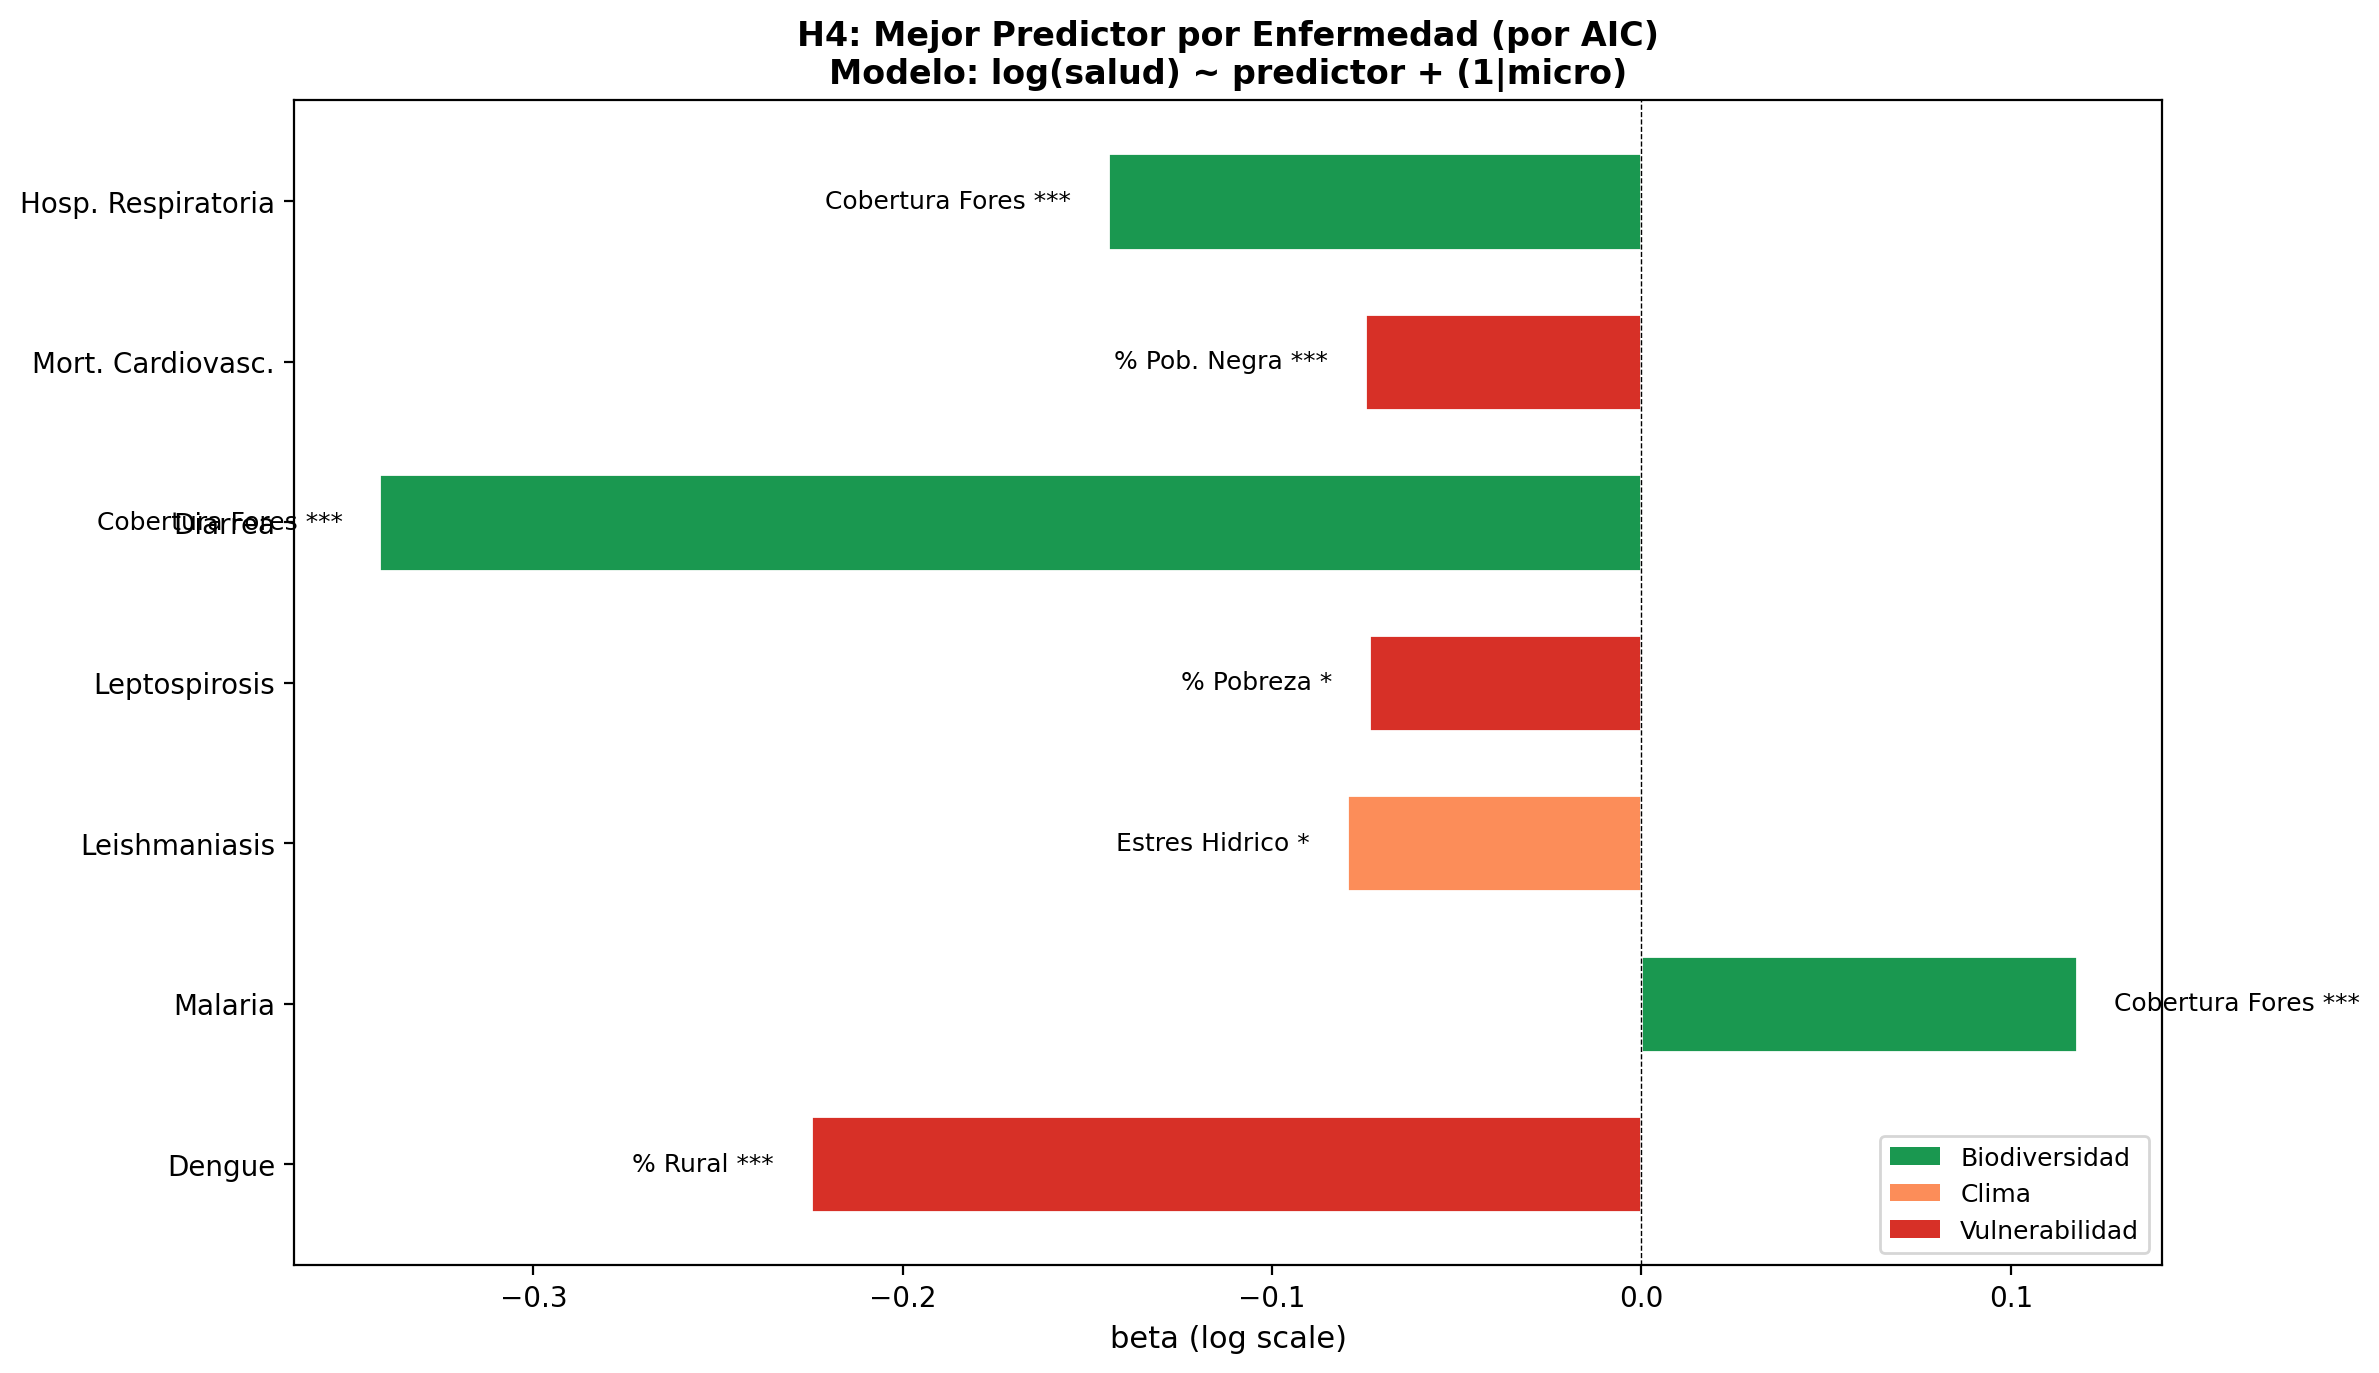 H4: Mejor Predictor por Enfermedad (por AIC)
Modelo: log(salud) ~ predictor + (1|micro)
Hosp. Respiratoria
Cobertura Fores ***
Mort. Cardiovasc.
% Pob. Negra ***
Diarrea
Cobertura Fores ***
Leptospirosis
% Pobreza *
Leishmaniasis
Estres Hidrico *
Malaria
Cobertura Fores ***
Dengue
% Rural ***
Biodiversidad
Clima
Vulnerabilidad
−0.3 −0.2 −0.1 0.0 0.1
beta (log scale)